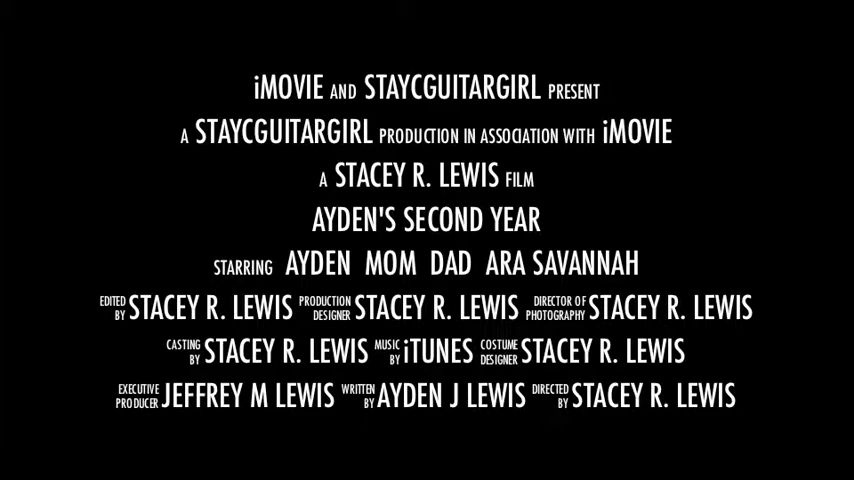 iMOVIE AND STAYCGUITARGIRL PRESENT
A STAYCGUITARGIRL PRODUCTION IN ASSOCIATION WITH iMOVIE
A STACEY R. LEWIS FILM
AYDEN'S SECOND YEAR
STARRING AYDEN MOM DAD ARA SAVANNAH
EDITED BY STACEY R. LEWIS PRODUCTION DESIGNER STACEY R. LEWIS DIRECTOR OF PHOTOGRAPHY STACEY R. LEWIS
CASTING BY STACEY R. LEWIS MUSIC BY iTUNES COSTUME DESIGNER STACEY R. LEWIS
EXECUTIVE PRODUCER JEFFREY M LEWIS WRITTEN BY AYDEN J LEWIS DIRECTED BY STACEY R. LEWIS